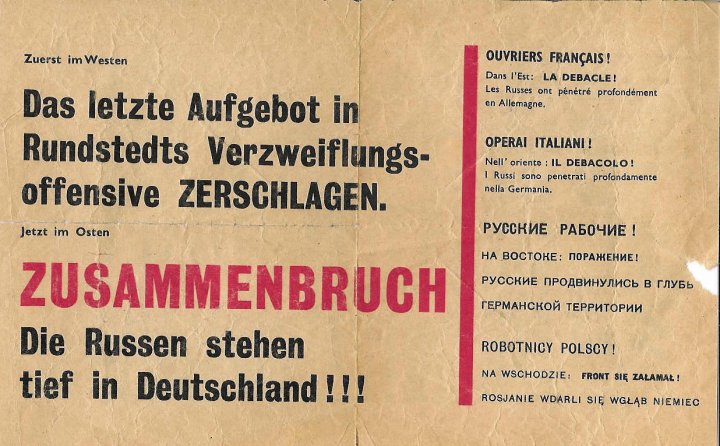 Zuerst im Westen
Das letzte Aufgebot in
Rundstedts Verzweiflungs-
offensive ZERSCHLAGEN.
Jetzt im Osten
ZUSAMMENBRUCH
Die Russen stehen
tief in Deutschland ! ! !
OUVRIERS FRANÇAIS !
Dans l'Est: LA DEBACLE !
Les Russes ont pénétré profondément
en Allemagne.
OPERAI ITALIANI !
Nell' oriente : IL DEBACOLO !
I Russi sono penetrati profondamente
nella Germania.
РУССКИЕ РАБОЧИЕ !
НА ВОСТОКЕ: ПОРАЖЕНИЕ!
РУССКИЕ ПРОДВИНУЛИСЬ В ГЛУБЬ
ГЕРМАНСКОЙ ТЕРРИТОРИИ
ROBOTNICY POLSCY !
NA WSCHODZIE: FRONT SIĘ ZAŁAMAŁ !
ROSJANIE WDARLI SIĘ WGŁĄB NIEMIEC